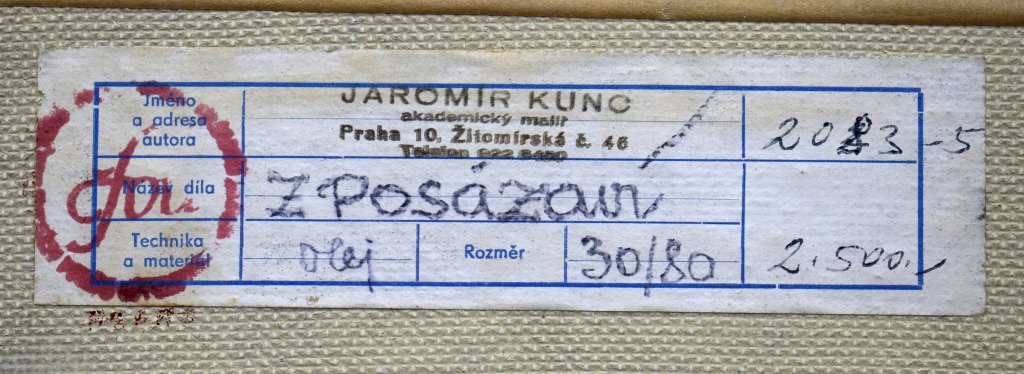 Jméno
a adresa
autora
JAROMÍR KUNC
akademický malíř
Praha 10, Žitomírská č. 46
Telefon
Název díla
Z Posázaví
Technika
a materiál
olej
Rozměr
30/80
2.500.-